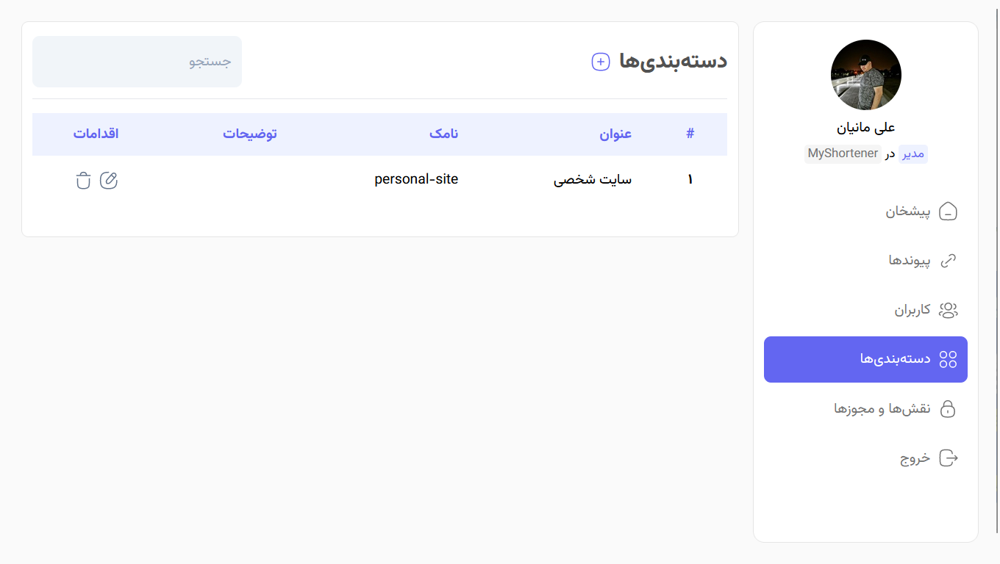 علی مانیان
مدیر در MyShortener
پیشخان
پیوندها
کاربران
دسته‌بندی‌ها
نقش‌ها و مجوزها
خروج
دسته‌بندی‌ها
جستجو
# عنوان نامک توضیحات اقدامات
۱ سایت شخصی personal-site